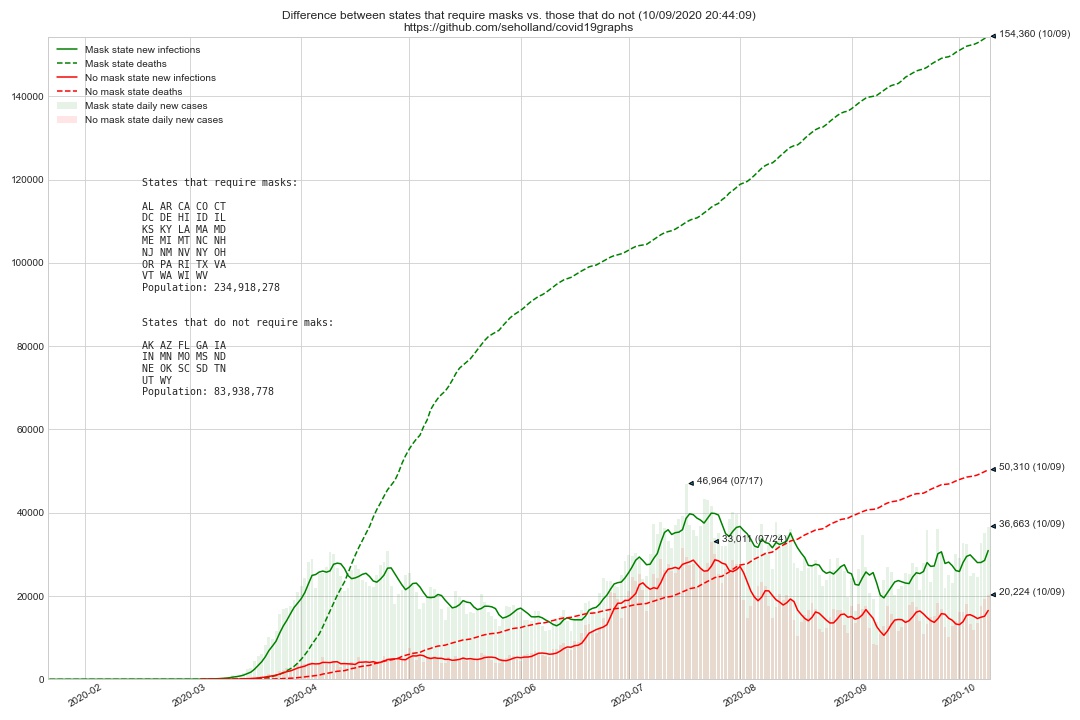 Difference between states that require masks vs. those that do not (10/09/2020 20:44:09)
https://github.com/seholland/covid19graphs
154,360 (10/09)
Mask state new infections
Mask state deaths
No mask state new infections
No mask state deaths
Mask state daily new cases
No mask state daily new cases
140000
120000
100000
80000
60000
40000
20000
0
States that require masks:
AL AR CA CO CT
DC DE HI ID IL
KS KY LA MA MD
ME MI MT NC NH
NJ NM NV NY OH
OR PA RI TX VA
VT WA WI WV
Population: 234,918,278
States that do not require maks:
AK AZ FL GA IA
IN MN MO MS ND
NE OK SC SD TN
UT WY
Population: 83,938,778
50,310 (10/09)
46,964 (07/17)
36,663 (10/09)
33,011 (07/24)
20,224 (10/09)
2020-02
2020-03
2020-04
2020-05
2020-06
2020-07
2020-08
2020-09
2020-10